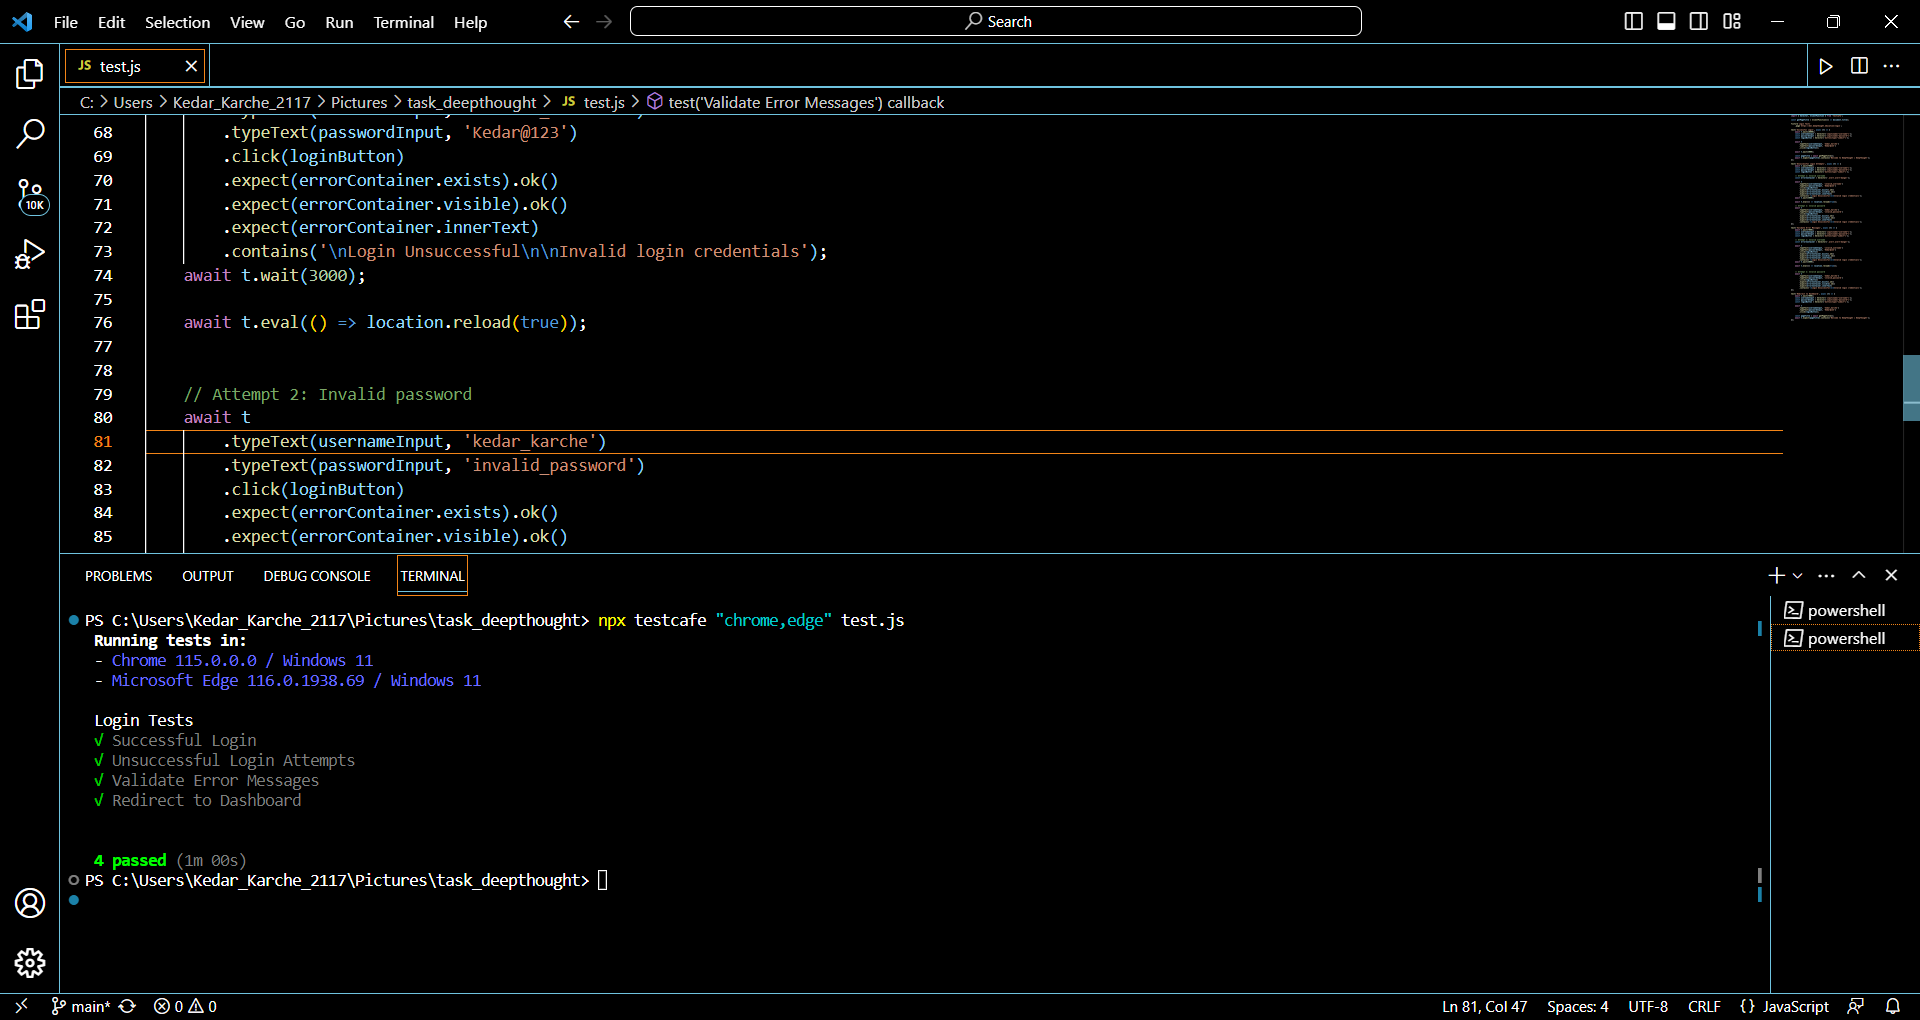 File Edit Selection View Go Run Terminal Help
Search
JS test.js
C: > Users > Kedar_Karche_2117 > Pictures > task_deepthought > JS test.js > test('Validate Error Messages') callback
68 .typeText(passwordInput, 'Kedar@123')
69 .click(loginButton)
70 .expect(errorContainer.exists).ok()
71 .expect(errorContainer.visible).ok()
72 .expect(errorContainer.innerText)
73 .contains('\nLogin Unsuccessful\n\nInvalid login credentials');
74 await t.wait(3000);
75
76 await t.eval(() => location.reload(true));
77
78
79 // Attempt 2: Invalid password
80 await t
81 .typeText(usernameInput, 'kedar_karche')
82 .typeText(passwordInput, 'invalid_password')
83 .click(loginButton)
84 .expect(errorContainer.exists).ok()
85 .expect(errorContainer.visible).ok()
10K
PROBLEMS OUTPUT DEBUG CONSOLE TERMINAL
PS C:\Users\Kedar_Karche_2117\Pictures\task_deepthought> npx testcafe "chrome,edge" test.js
Running tests in:
- Chrome 115.0.0.0 / Windows 11
- Microsoft Edge 116.0.1938.69 / Windows 11
Login Tests
√ Successful Login
√ Unsuccessful Login Attempts
√ Validate Error Messages
√ Redirect to Dashboard
4 passed (1m 00s)
PS C:\Users\Kedar_Karche_2117\Pictures\task_deepthought>
powershell
powershell
main* 0 0 Ln 81, Col 47 Spaces: 4 UTF-8 CRLF {} JavaScript